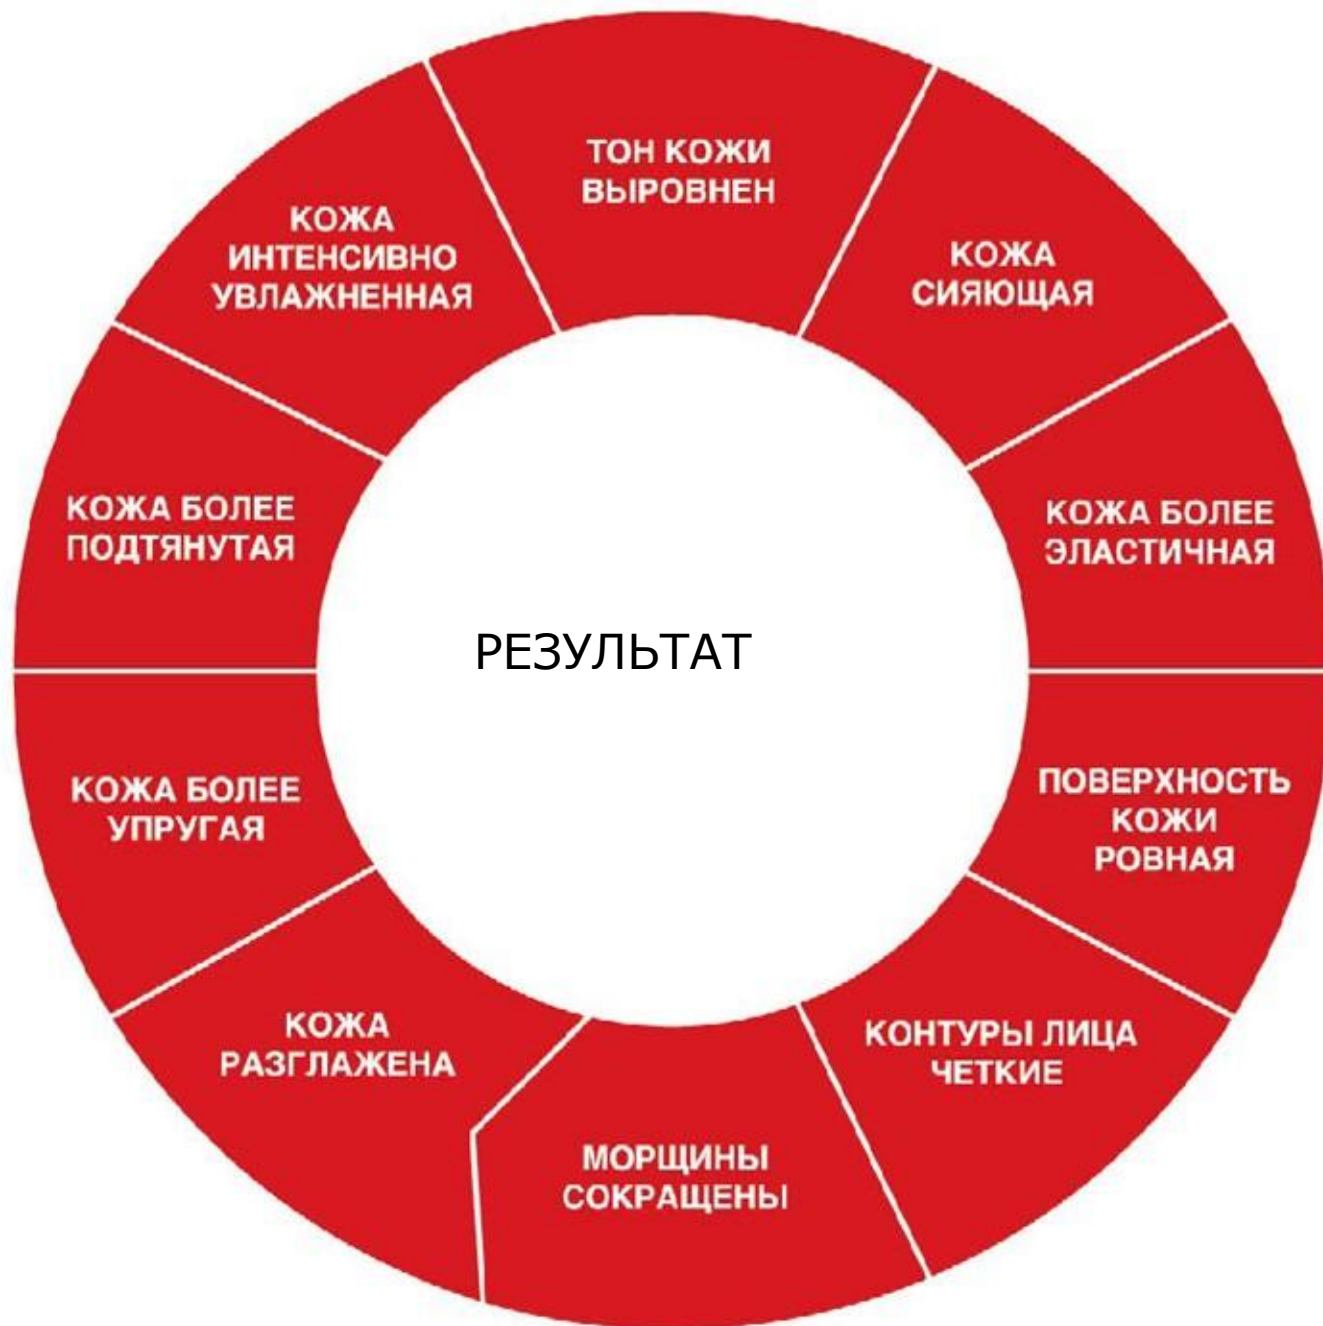 ТОН КОЖИ
ВЫРОВНЕН
КОЖА
СИЯЮЩАЯ
КОЖА БОЛЕЕ
ЭЛАСТИЧНАЯ
ПОВЕРХНОСТЬ
КОЖИ
РОВНАЯ
КОНТУРЫ ЛИЦА
ЧЕТКИЕ
МОРЩИНЫ
СОКРАЩЕНЫ
КОЖА
РАЗГЛАЖЕНА
КОЖА БОЛЕЕ
УПРУГАЯ
КОЖА БОЛЕЕ
ПОДТЯНУТАЯ
КОЖА
ИНТЕНСИВНО
УВЛАЖНЕННАЯ
РЕЗУЛЬТАТ